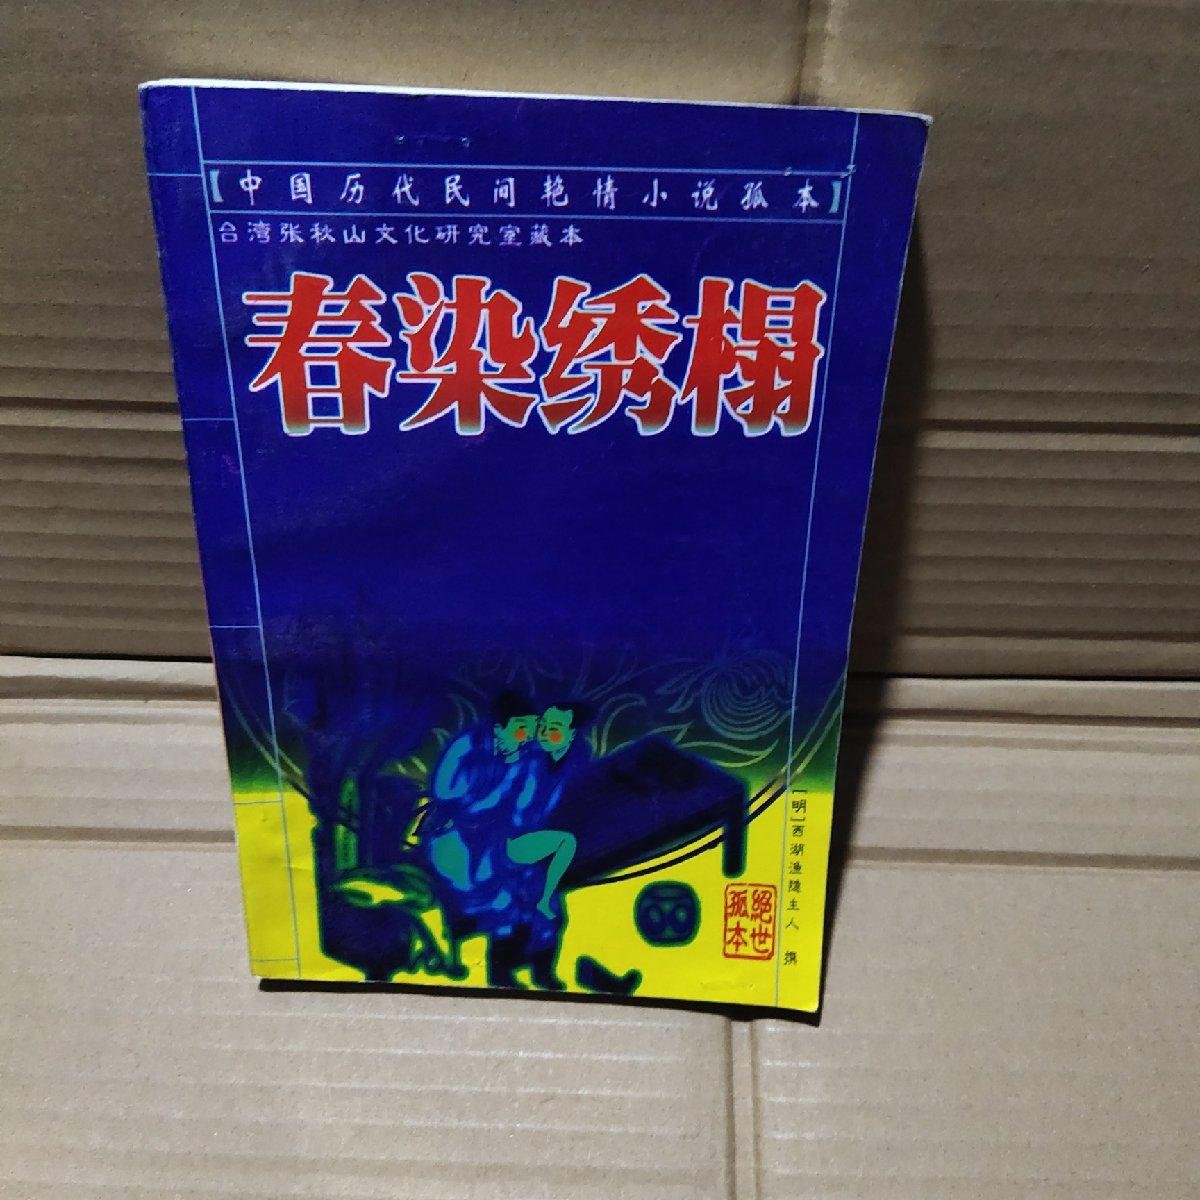 【中国历代民间艳情小说孤本】
台湾张秋山文化研究室藏本
春染绣榻
[明]西湖渔隐主人 撰
絕世
孤本